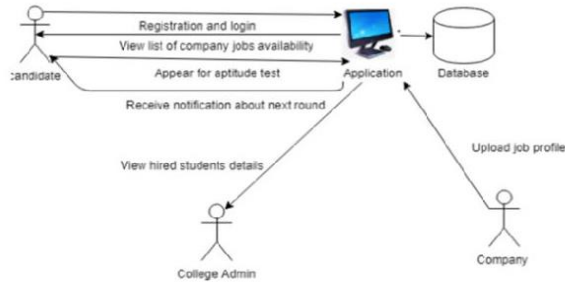 Registration and login
View list of company jobs availability
candidate
Appear for aptitude test
Application
Database
Receive notification about next round
Upload job profile
View hired students details
Company
College Admin